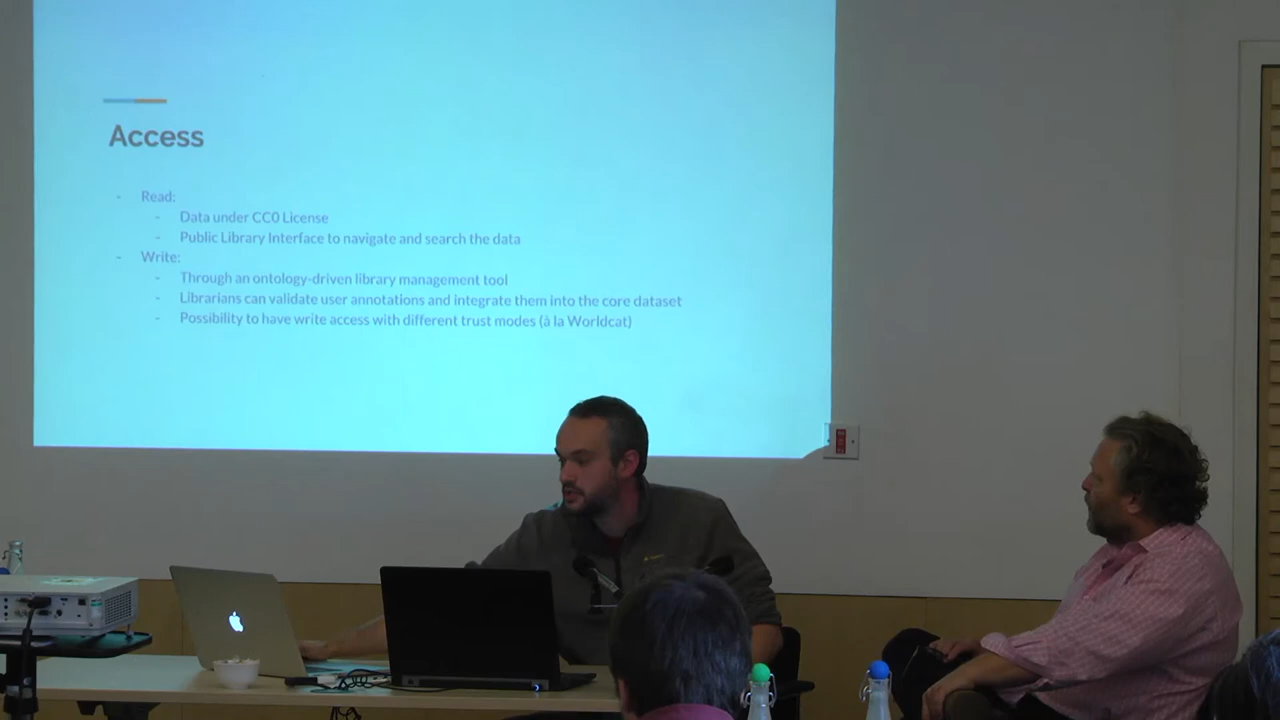 Access
- Read:
- Data under CC0 License
- Public Library Interface to navigate and search the data
- Write:
- Through an ontology-driven library management tool
- Librarians can validate user annotations and integrate them into the core dataset
- Possibility to have write access with different trust modes (à la Worldcat)